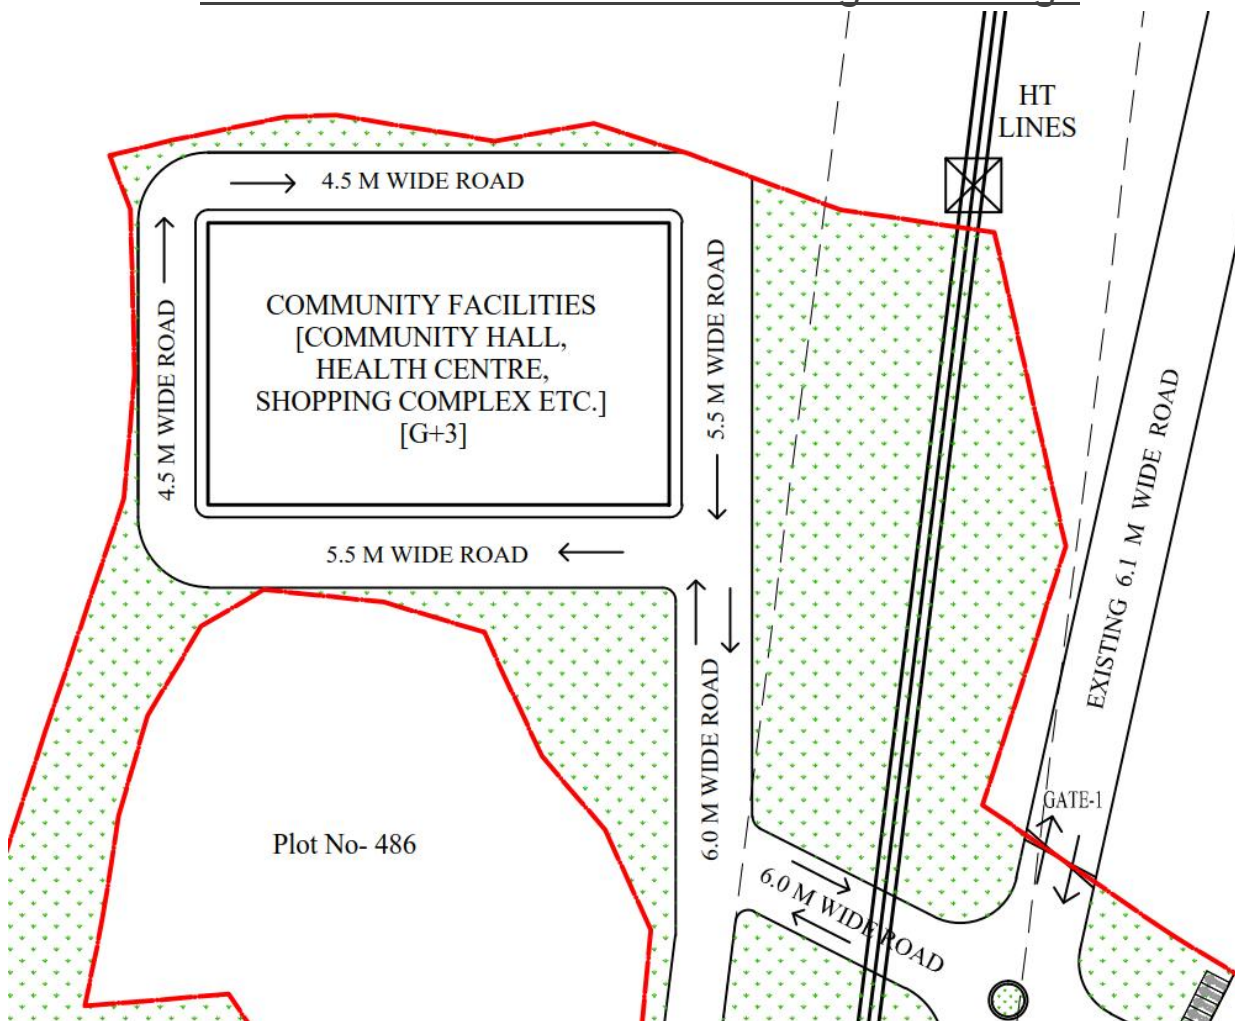 HT
LINES
4.5 M WIDE ROAD
COMMUNITY FACILITIES
[COMMUNITY HALL,
HEALTH CENTRE,
SHOPPING COMPLEX ETC.]
[G+3]
4.5 M WIDE ROAD
5.5 M WIDE ROAD
5.5 M WIDE ROAD
EXISTING 6.1 M WIDE ROAD
6.0 M WIDE ROAD
GATE-1
Plot No- 486
6.0 M WIDE ROAD